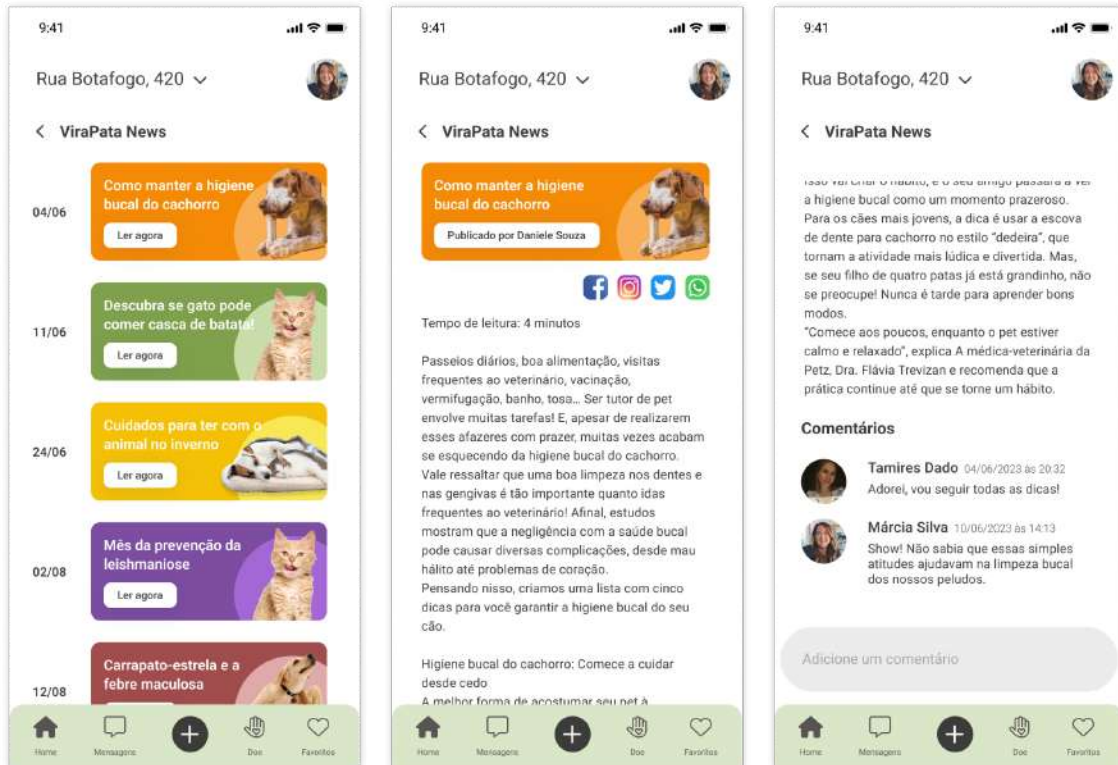 9:41
Rua Botafogo, 420
ViraPata News
04/06
Como manter a higiene
bucal do cachorro
Ler agora
11/06
Descubra se gato pode
comer casca de batata!
Ler agora
24/06
Cuidados para ter com o
animal no inverno
Ler agora
02/08
Mês da prevenção da
leishmaniose
Ler agora
12/08
Carrapato-estrela e a
febre maculosa
Home
Mensagens
Doe
Favoritos
9:41
Rua Botafogo, 420
ViraPata News
Como manter a higiene
bucal do cachorro
Publicado por Daniele Souza
Tempo de leitura: 4 minutos
Passeios diários, boa alimentação, visitas
frequentes ao veterinário, vacinação,
vermifugação, banho, tosa... Ser tutor de pet
envolve muitas tarefas! E, apesar de realizarem
esses afazeres com prazer, muitas vezes acabam
se esquecendo da higiene bucal do cachorro.
Vale ressaltar que uma boa limpeza nos dentes e
nas gengivas é tão importante quanto idas
frequentes ao veterinário! Afinal, estudos
mostram que a negligência com a saúde bucal
pode causar diversas complicações, desde mau
hálito até problemas de coração.
Pensando nisso, criamos uma lista com cinco
dicas para você garantir a higiene bucal do seu
cão.
Higiene bucal do cachorro: Comece a cuidar
desde cedo
A melhor forma de acostumar seu pet à
Home
Mensagens
Doe
Favoritos
9:41
Rua Botafogo, 420
ViraPata News
Isso vai criar o hábito, e o seu amigo passará a ver
a higiene bucal como um momento prazeroso.
Para os cães mais jovens, a dica é usar a escova
de dente para cachorro no estilo "dedeira", que
tornam a atividade mais lúdica e divertida. Mas,
se seu filho de quatro patas já está grandinho, não
se preocupe! Nunca é tarde para aprender bons
modos.
"Comece aos poucos, enquanto o pet estiver
calmo e relaxado", explica A médica-veterinária da
Petz, Dra. Flávia Trevizan e recomenda que a
prática continue até que se torne um hábito.
Comentários
Tamires Dado 04/06/2023 às 20:32
Adorei, vou seguir todas as dicas!
Márcia Silva 10/06/2023 às 14:13
Show! Não sabia que essas simples
atitudes ajudavam na limpeza bucal
dos nossos peludos.
Adicione um comentário
Home
Mensagens
Doe
Favoritos